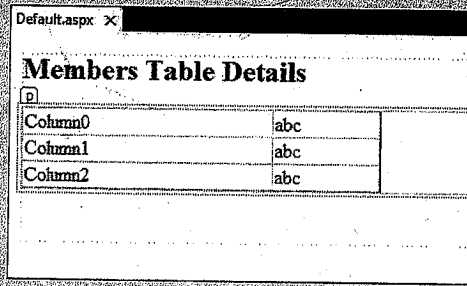 Default.aspx X
Members Table Details
p
Column0 abc
Column1 abc
Column2 abc